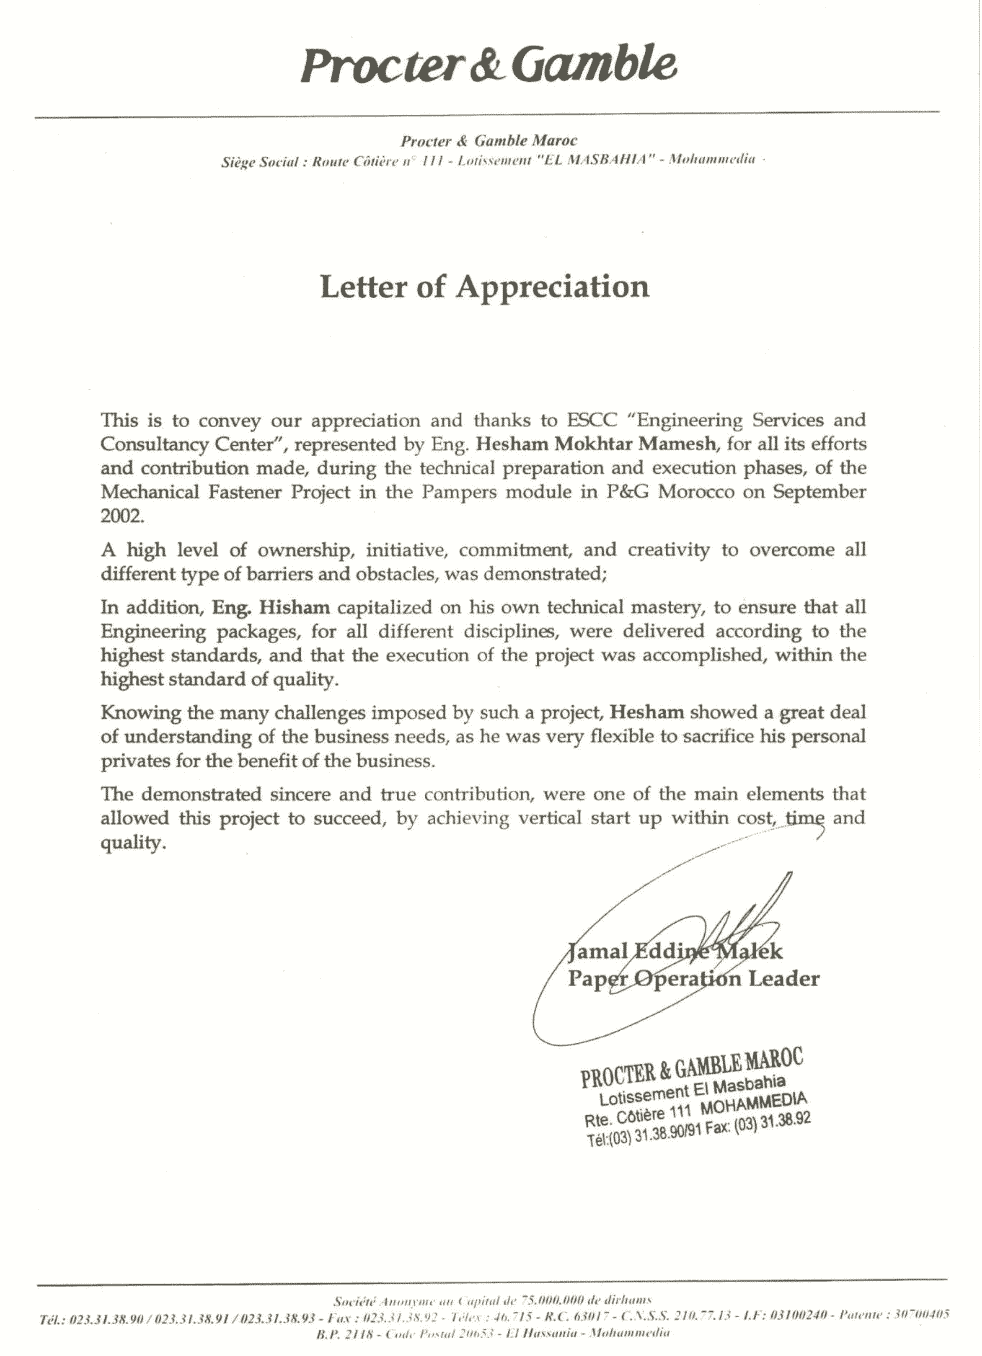 Procter & Gamble
Procter & Gamble Maroc
Siège Social : Route Côtière n° 111 - Lotissement "EL MASBAHIA" - Mohammedia -
Letter of Appreciation
This is to convey our appreciation and thanks to ESCC "Engineering Services and
Consultancy Center", represented by Eng. Hesham Mokhtar Mamesh, for all its efforts
and contribution made, during the technical preparation and execution phases, of the
Mechanical Fastener Project in the Pampers module in P&G Morocco on September
2002.
A high level of ownership, initiative, commitment, and creativity to overcome all
different type of barriers and obstacles, was demonstrated;
In addition, Eng. Hisham capitalized on his own technical mastery, to ensure that all
Engineering packages, for all different disciplines, were delivered according to the
highest standards, and that the execution of the project was accomplished, within the
highest standard of quality.
Knowing the many challenges imposed by such a project, Hesham showed a great deal
of understanding of the business needs, as he was very flexible to sacrifice his personal
privates for the benefit of the business.
The demonstrated sincere and true contribution, were one of the main elements that
allowed this project to succeed, by achieving vertical start up within cost, time and
quality.
Jamal Eddine Malek
Paper Operation Leader
PROCTER & GAMBLE MAROC
Lotissement El Masbahia
Rte. Côtière 111 MOHAMMEDIA
Tél:(03) 31.38.90/91 Fax: (03) 31.38.92
Société Anonyme au Capital de 75.000.000 de dirhams
Tél.: 023.31.38.90 / 023.31.38.91 / 023.31.38.93 - Fax : 023.31.38.92 - Télex : 46.715 - R.C. 63017 - C.N.S.S. 210.77.13 - I.F: 03100240 - Patente : 30700405
B.P. 2118 - Code Postal 20653 - El Hassania - Mohammedia